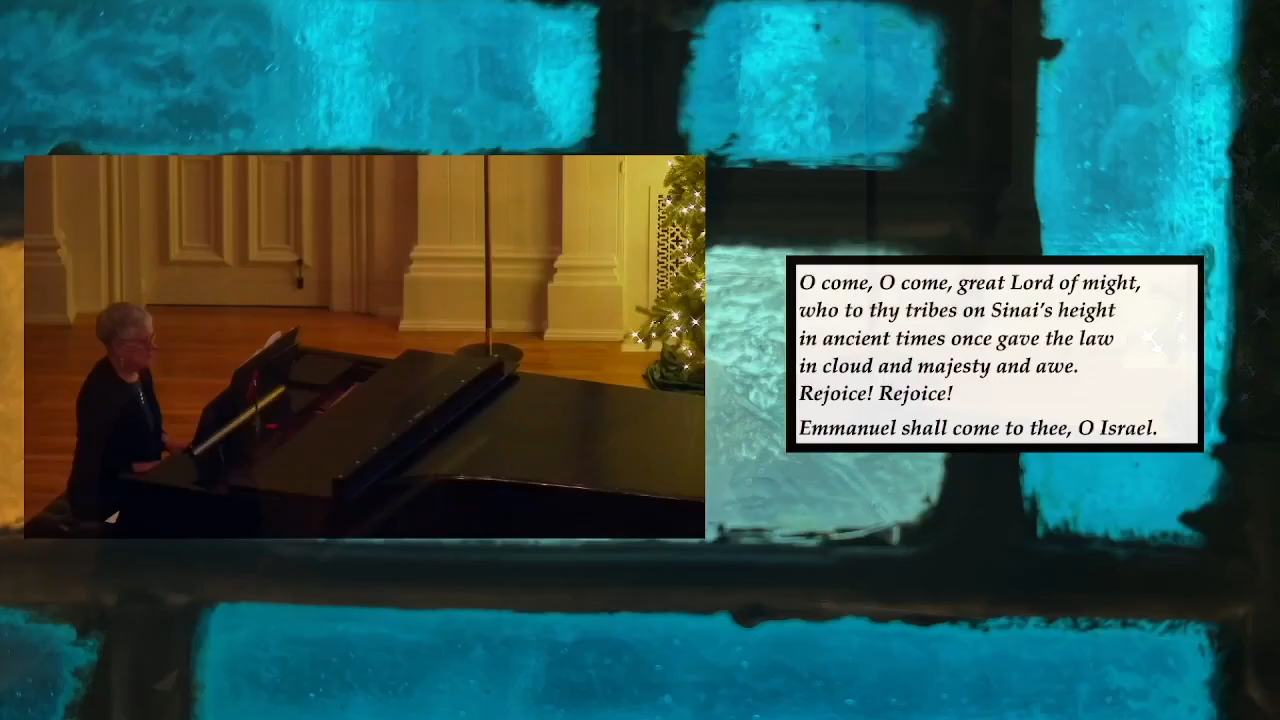 O come, O come, great Lord of might,
who to thy tribes on Sinai’s height
in ancient times once gave the law
in cloud and majesty and awe.
Rejoice! Rejoice!
Emmanuel shall come to thee, O Israel.